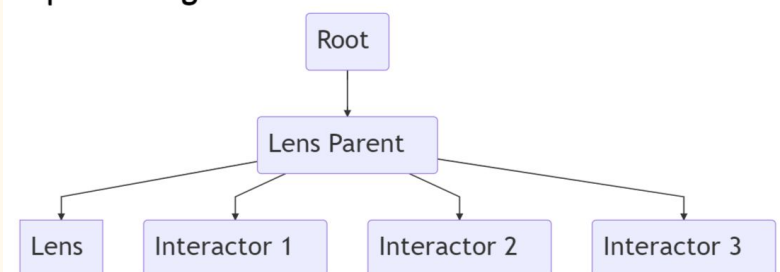 Root
Lens Parent
Lens
Interactor 1
Interactor 2
Interactor 3